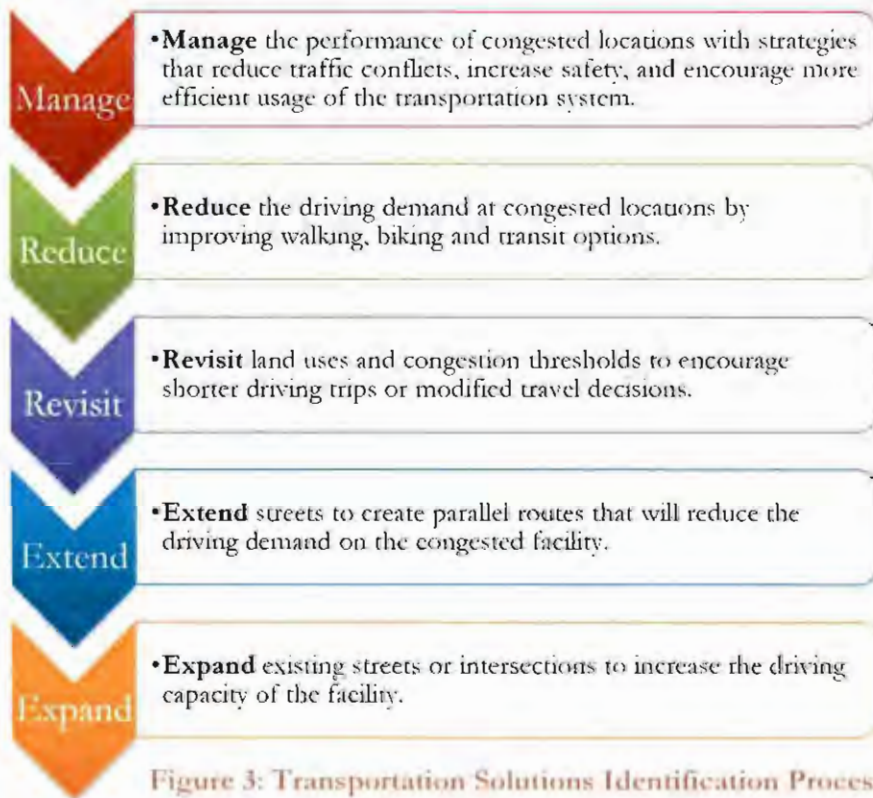 Manage
•Manage the performance of congested locations with strategies
that reduce traffic conflicts, increase safety, and encourage more
efficient usage of the transportation system.
Reduce
•Reduce the driving demand at congested locations by
improving walking, biking and transit options.
Revisit
•Revisit land uses and congestion thresholds to encourage
shorter driving trips or modified travel decisions.
Extend
•Extend streets to create parallel routes that will reduce the
driving demand on the congested facility.
Expand
•Expand existing streets or intersections to increase the driving
capacity of the facility.
Figure 3: Transportation Solutions Identification Proces